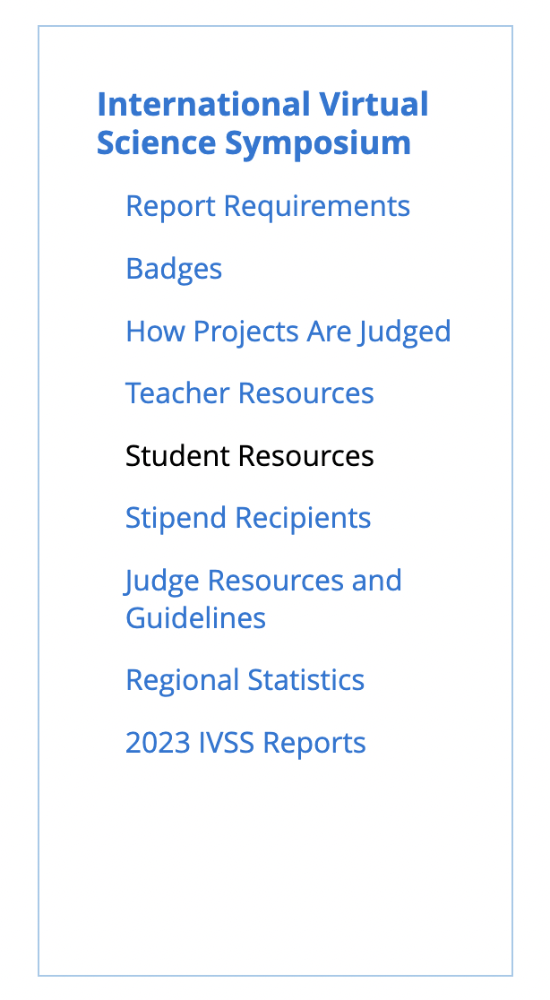 International Virtual
Science Symposium
Report Requirements
Badges
How Projects Are Judged
Teacher Resources
Student Resources
Stipend Recipients
Judge Resources and
Guidelines
Regional Statistics
2023 IVSS Reports